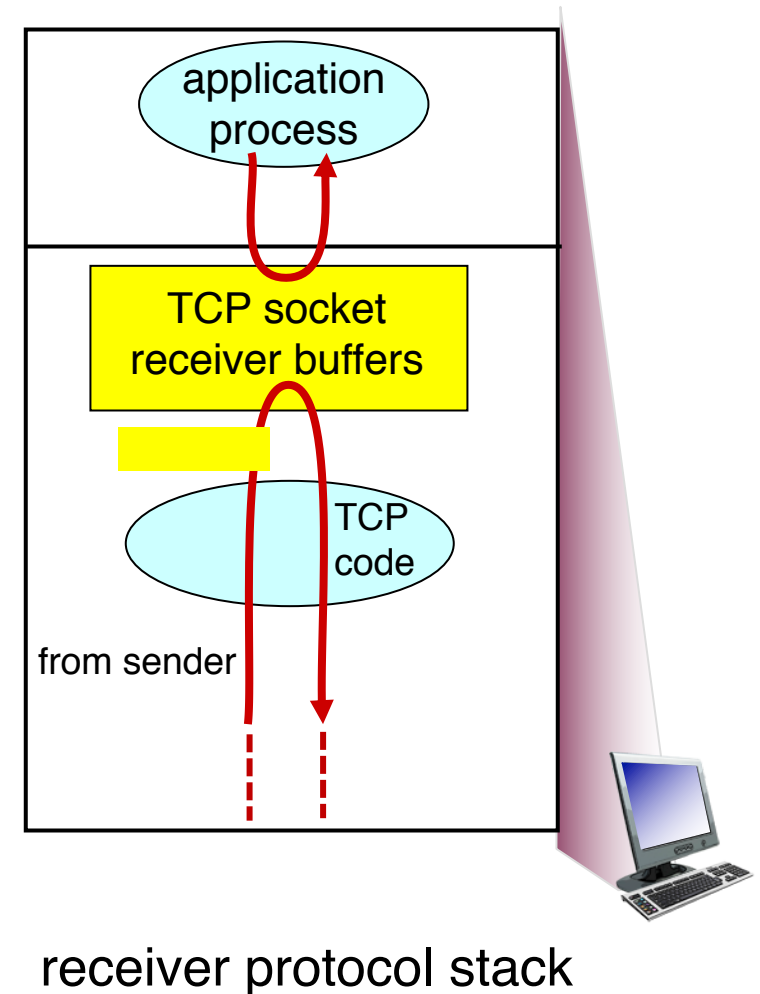 application
process
TCP socket
receiver buffers
TCP
code
from sender
receiver protocol stack